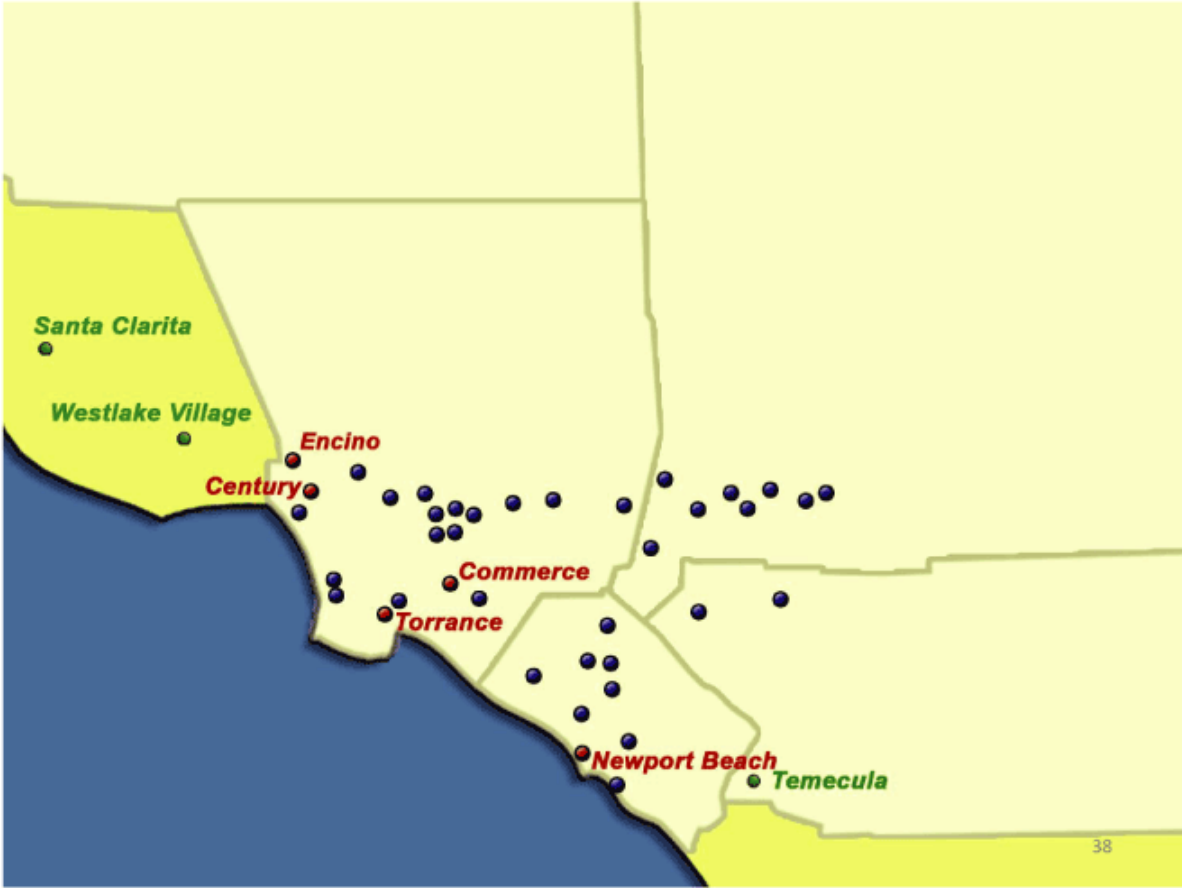 Santa Clarita
Westlake Village
Encino
Century
Commerce
Torrance
Newport Beach
Temecula
38